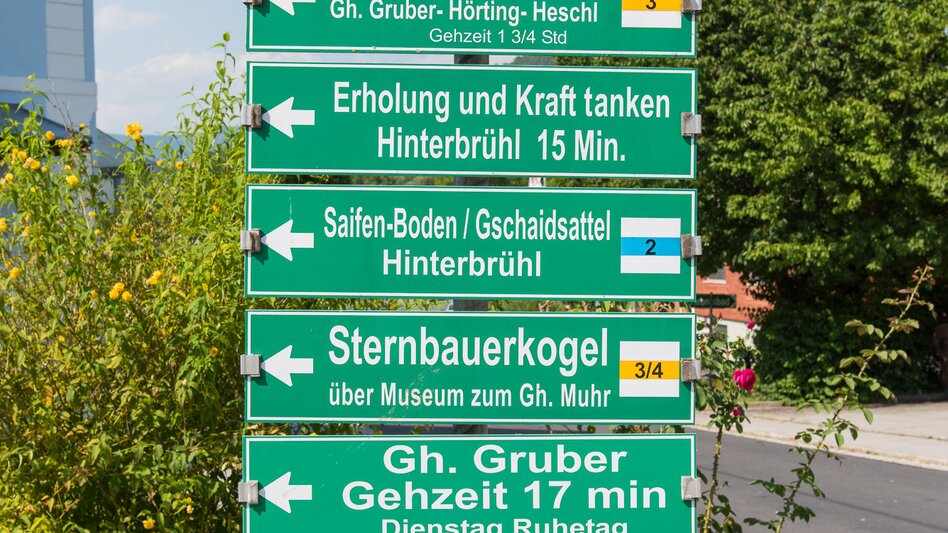 Gh. Gruber- Hörting- Heschl
3
Gehzeit 1 3/4 Std
Erholung und Kraft tanken
Hinterbrühl 15 Min.
Saifen-Boden / Gschaidsattel
2
Hinterbrühl
Sternbauerkogel
3/4
über Museum zum Gh. Muhr
Gh. Gruber
Gehzeit 17 min
Dienstag Ruhetag